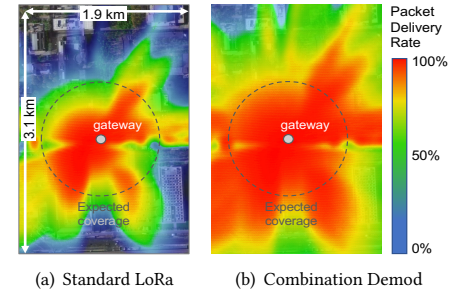 1.9 km
3.1 km
gateway
Expected
coverage
gateway
Expected
coverage
Packet
Delivery
Rate
100%
50%
0%
(a) Standard LoRa
(b) Combination Demod